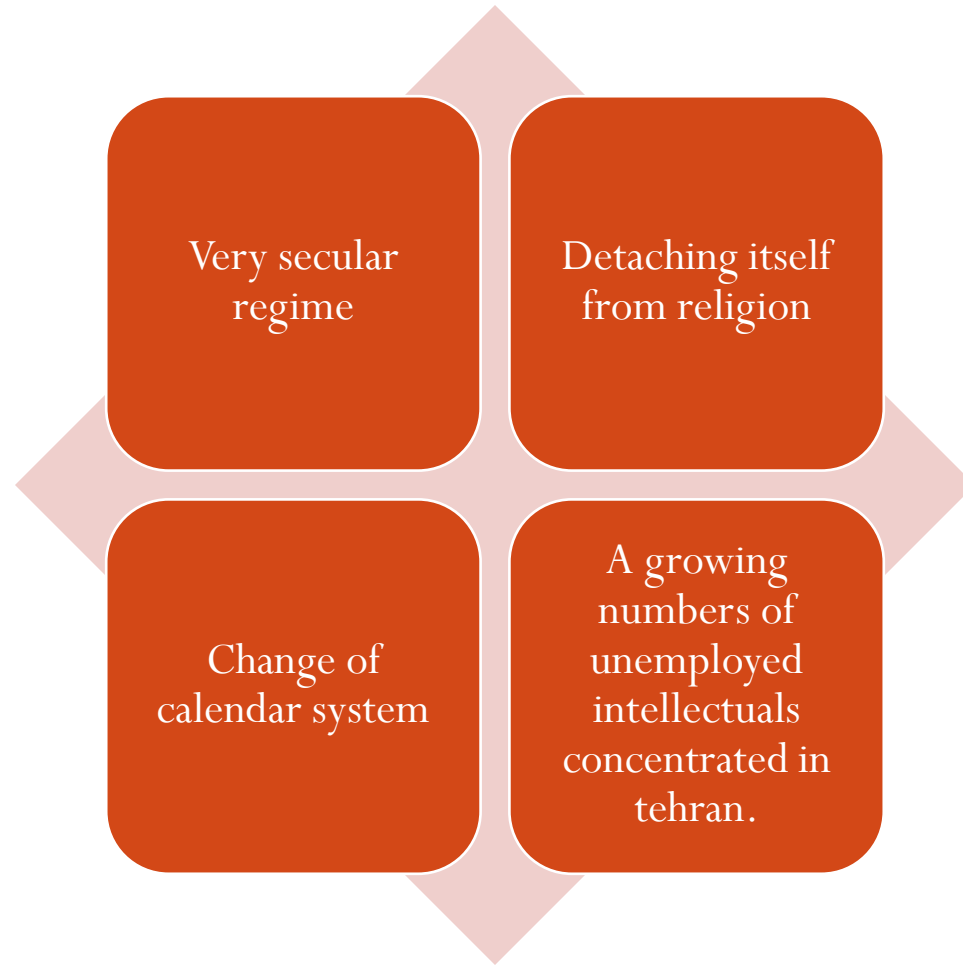 Very secular
regime
Detaching itself
from religion
Change of
calendar system
A growing
numbers of
unemployed
intellectuals
concentrated in
tehran.